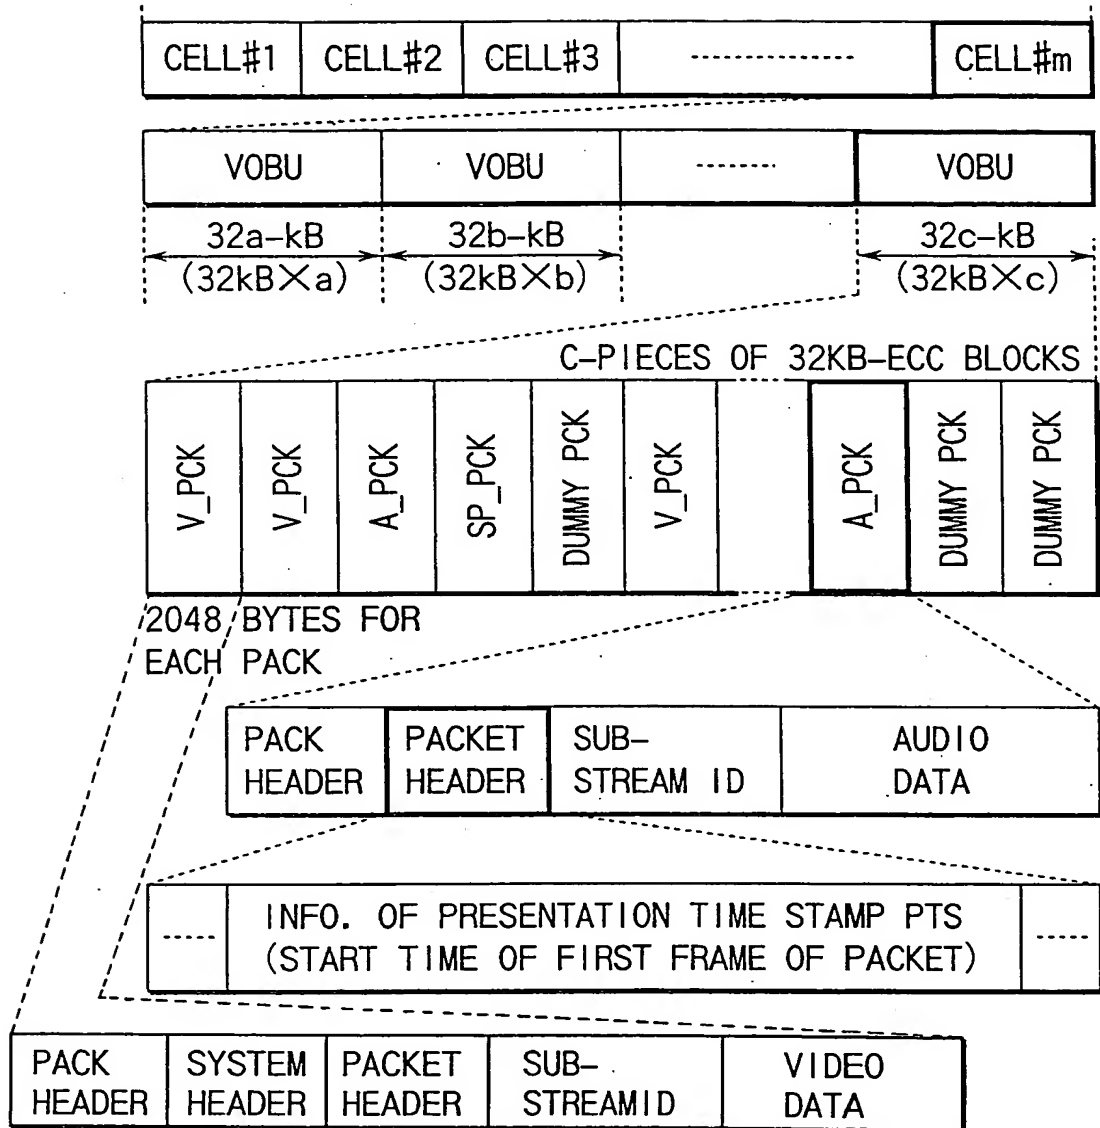 CELL#1 CELL#2 CELL#3 CELL#m
VOBU VOBU VOBU
32a-kB 32b-kB 32c-kB
(32kB×a) (32kB×b) (32kB×c)
C-PIECES OF 32KB-ECC BLOCKS
V_PCK V_PCK A_PCK SP_PCK DUMMY PCK V_PCK A_PCK DUMMY PCK DUMMY PCK
2048 BYTES FOR
EACH PACK
PACK PACKET SUB- AUDIO
HEADER HEADER STREAM ID DATA
INFO. OF PRESENTATION TIME STAMP PTS
(START TIME OF FIRST FRAME OF PACKET)
PACK SYSTEM PACKET SUB- VIDEO
HEADER HEADER HEADER STREAMID DATA